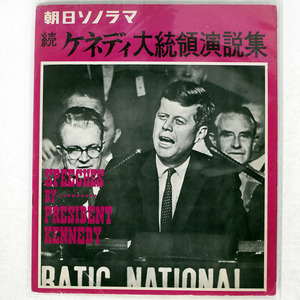 朝日ソノラマ
続 ケネディ大統領演説集
SPEECHES
BY
PRESIDENT
KENNEDY
RATIC NATIONAL